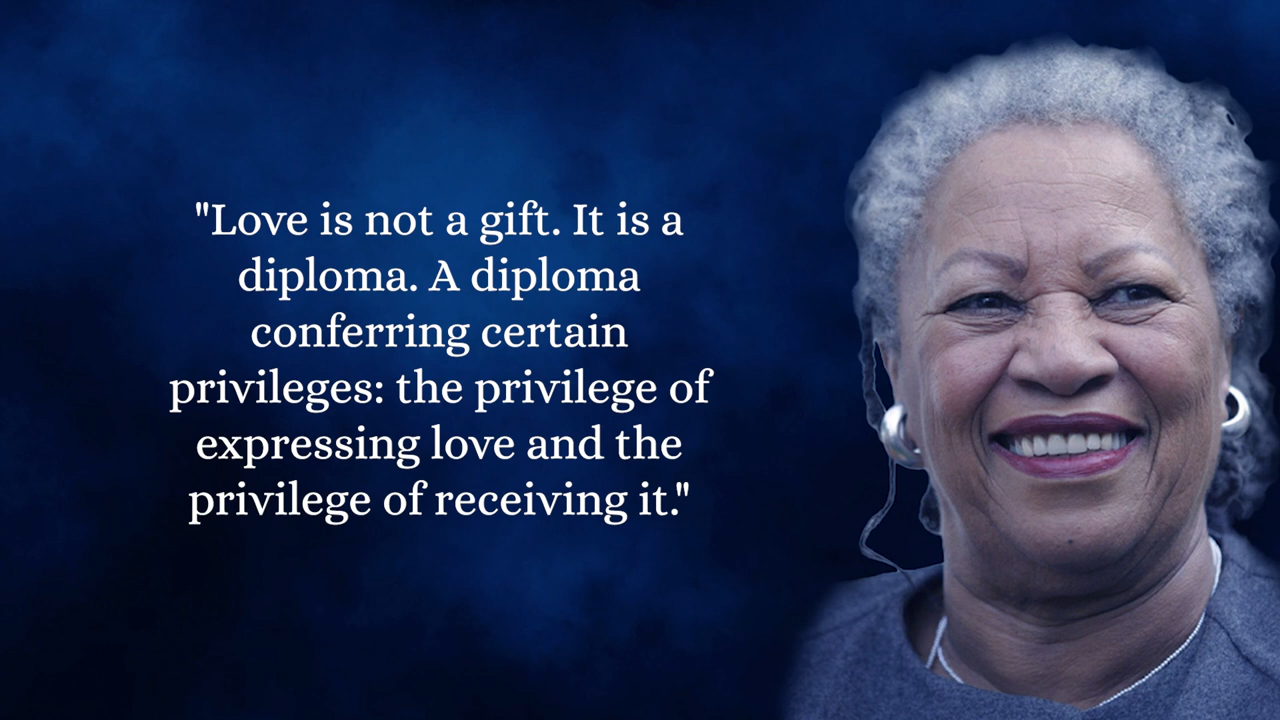 "Love is not a gift. It is a
diploma. A diploma
conferring certain
privileges: the privilege of
expressing love and the
privilege of receiving it."